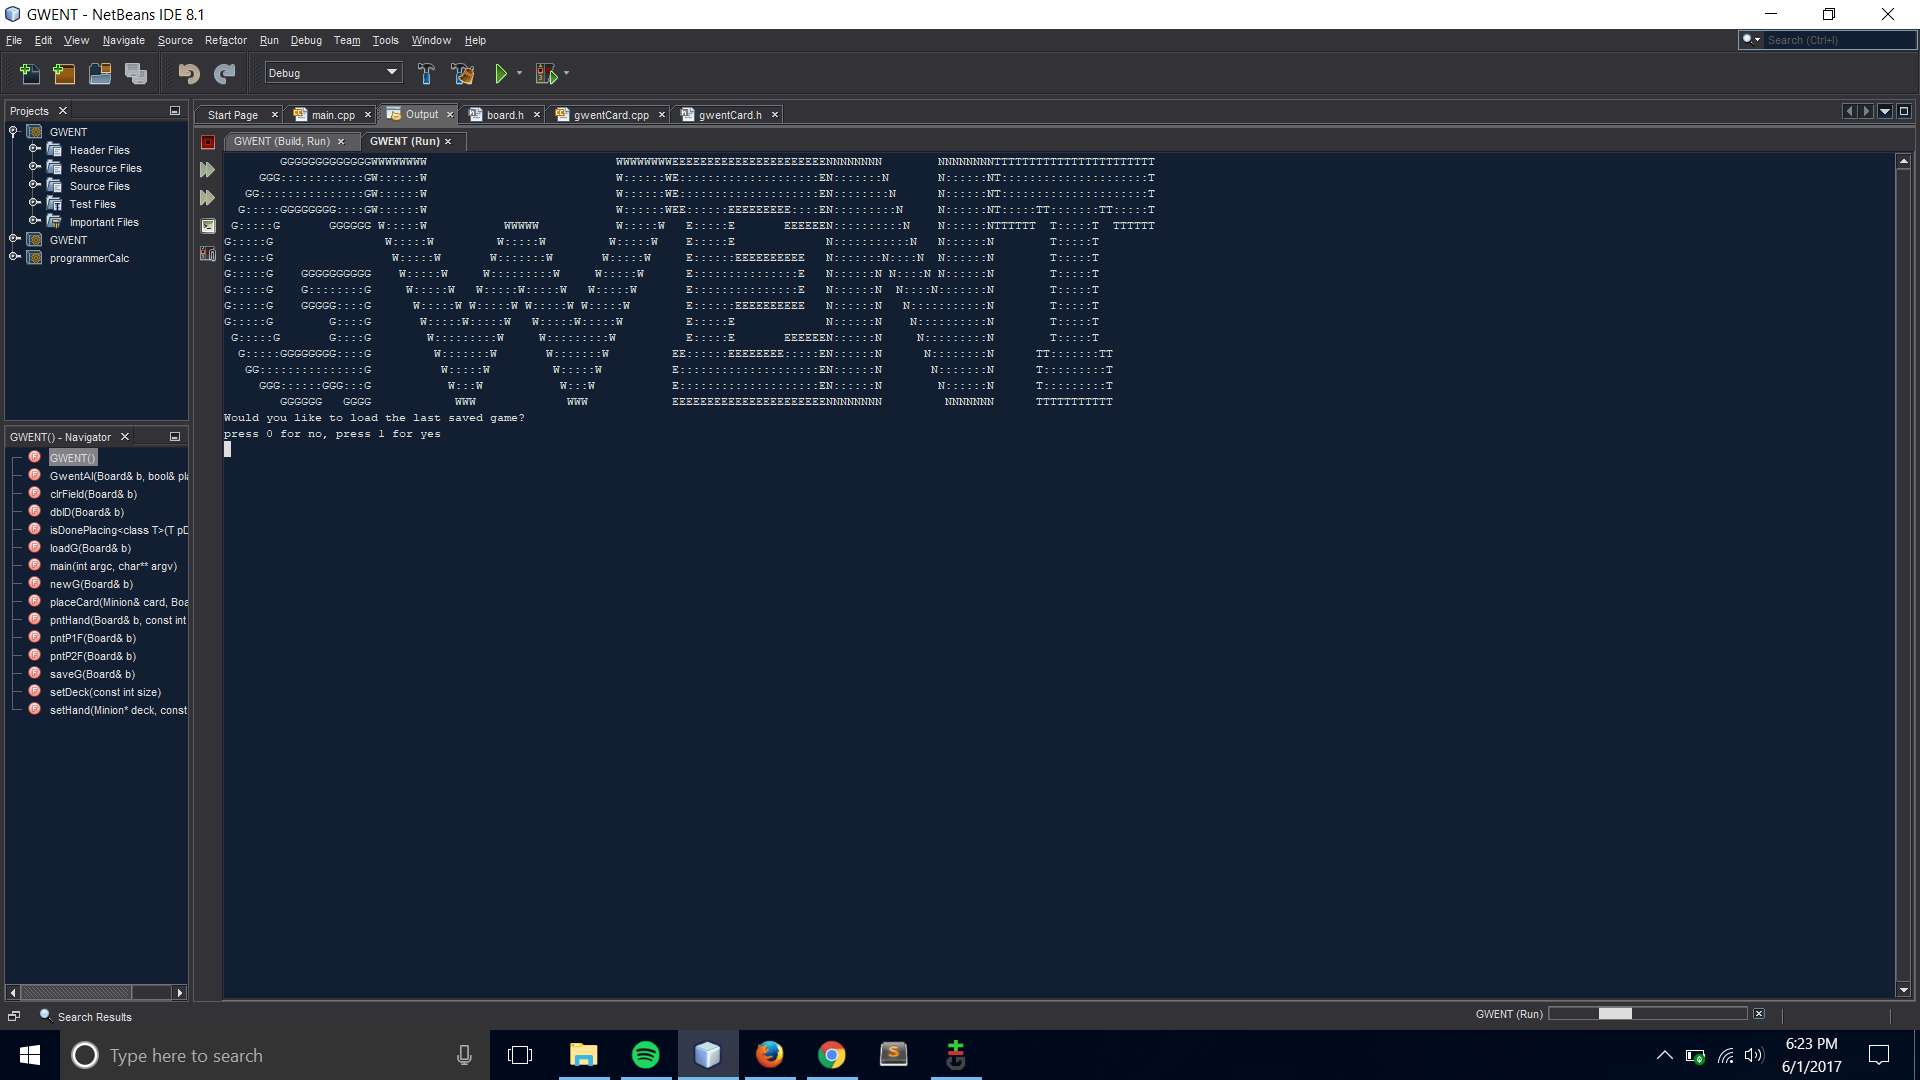 GWENT - NetBeans IDE 8.1
File Edit View Navigate Source Refactor Run Debug Team Tools Window Help
Search (Ctrl+I)
Debug
Projects
GWENT
Header Files
Resource Files
Source Files
Test Files
Important Files
GWENT
programmerCalc
GWENT() - Navigator
GWENT()
GwentAI(Board& b, bool& pla
clrField(Board& b)
dblD(Board& b)
isDonePlacing<class T>(T pD
loadG(Board& b)
main(int argc, char** argv)
newG(Board& b)
placeCard(Minion& card, Boa
pntHand(Board& b, const int
pntP1F(Board& b)
pntP2F(Board& b)
saveG(Board& b)
setDeck(const int size)
setHand(Minion* deck, const
Start Page main.cpp Output board.h gwentCard.cpp gwentCard.h
GWENT (Build, Run) GWENT (Run)
GWENT
Would you like to load the last saved game?
press 0 for no, press 1 for yes
Search Results
GWENT (Run)
Type here to search
6:23 PM
6/1/2017